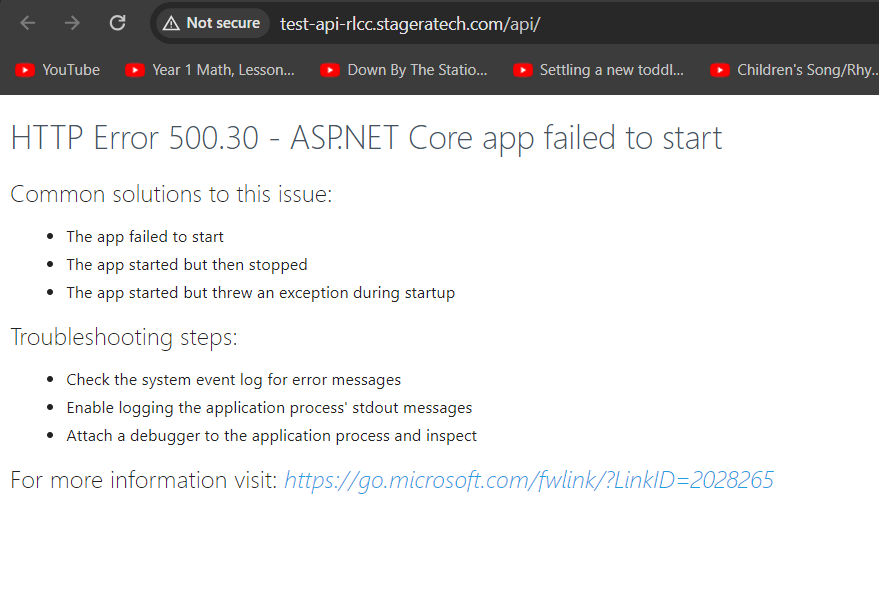 Not secure test-api-rlcc.stageratech.com/api/
YouTube Year 1 Math, Lesson... Down By The Statio... Settling a new toddl... Children's Song/Rhy...
HTTP Error 500.30 - ASP.NET Core app failed to start
Common solutions to this issue:
• The app failed to start
• The app started but then stopped
• The app started but threw an exception during startup
Troubleshooting steps:
• Check the system event log for error messages
• Enable logging the application process' stdout messages
• Attach a debugger to the application process and inspect
For more information visit: https://go.microsoft.com/fwlink/?LinkID=2028265